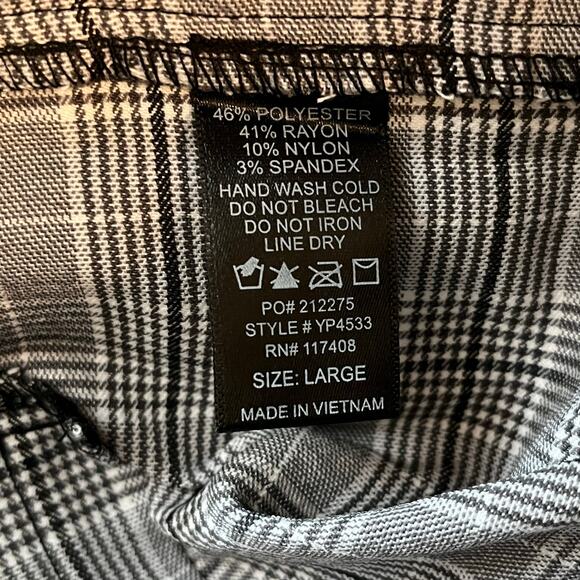 46% POLYESTER
41% RAYON
10% NYLON
3% SPANDEX
HAND WASH COLD
DO NOT BLEACH
DO NOT IRON
LINE DRY
PO# 212275
STYLE # YP4533
RN# 117408
SIZE: LARGE
MADE IN VIETNAM